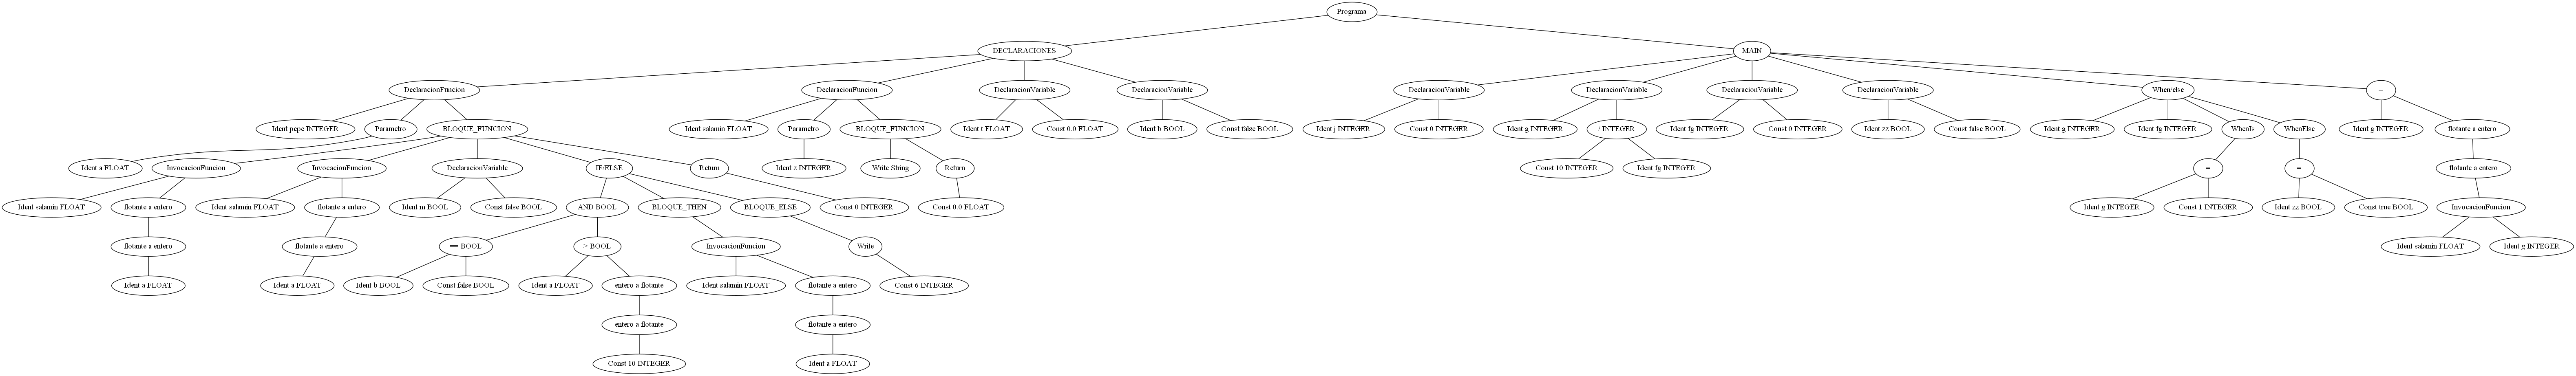 Programa
DECLARACIONES MAIN
DeclaracionFuncion DeclaracionFuncion DeclaracionVariable DeclaracionVariable DeclaracionVariable DeclaracionVariable DeclaracionVariable DeclaracionVariable When/else =
Ident pepe INTEGER Parametro BLOQUE_FUNCION Ident salamin FLOAT Parametro BLOQUE_FUNCION Ident t FLOAT Const 0.0 FLOAT Ident b BOOL Const false BOOL Ident j INTEGER Const 0 INTEGER Ident g INTEGER / INTEGER Ident fg INTEGER Const 0 INTEGER Ident zz BOOL Const false BOOL Ident g INTEGER Ident fg INTEGER WhenIs WhenElse Ident g INTEGER flotante a entero
Ident a FLOAT InvocacionFuncion InvocacionFuncion DeclaracionVariable IF/ELSE Return Ident z INTEGER Write String Return Const 10 INTEGER Ident fg INTEGER = = flotante a entero
Ident salamin FLOAT flotante a entero Ident salamin FLOAT flotante a entero Ident m BOOL Const false BOOL AND BOOL BLOQUE_THEN BLOQUE_ELSE Const 0 INTEGER Const 0.0 FLOAT Ident g INTEGER Const 1 INTEGER Ident zz BOOL Const true BOOL InvocacionFuncion
flotante a entero flotante a entero == BOOL > BOOL InvocacionFuncion Write Ident salamin FLOAT Ident g INTEGER
Ident a FLOAT Ident a FLOAT Ident b BOOL Const false BOOL Ident a FLOAT entero a flotante Ident salamin FLOAT flotante a entero Const 6 INTEGER
entero a flotante flotante a entero
Const 10 INTEGER Ident a FLOAT